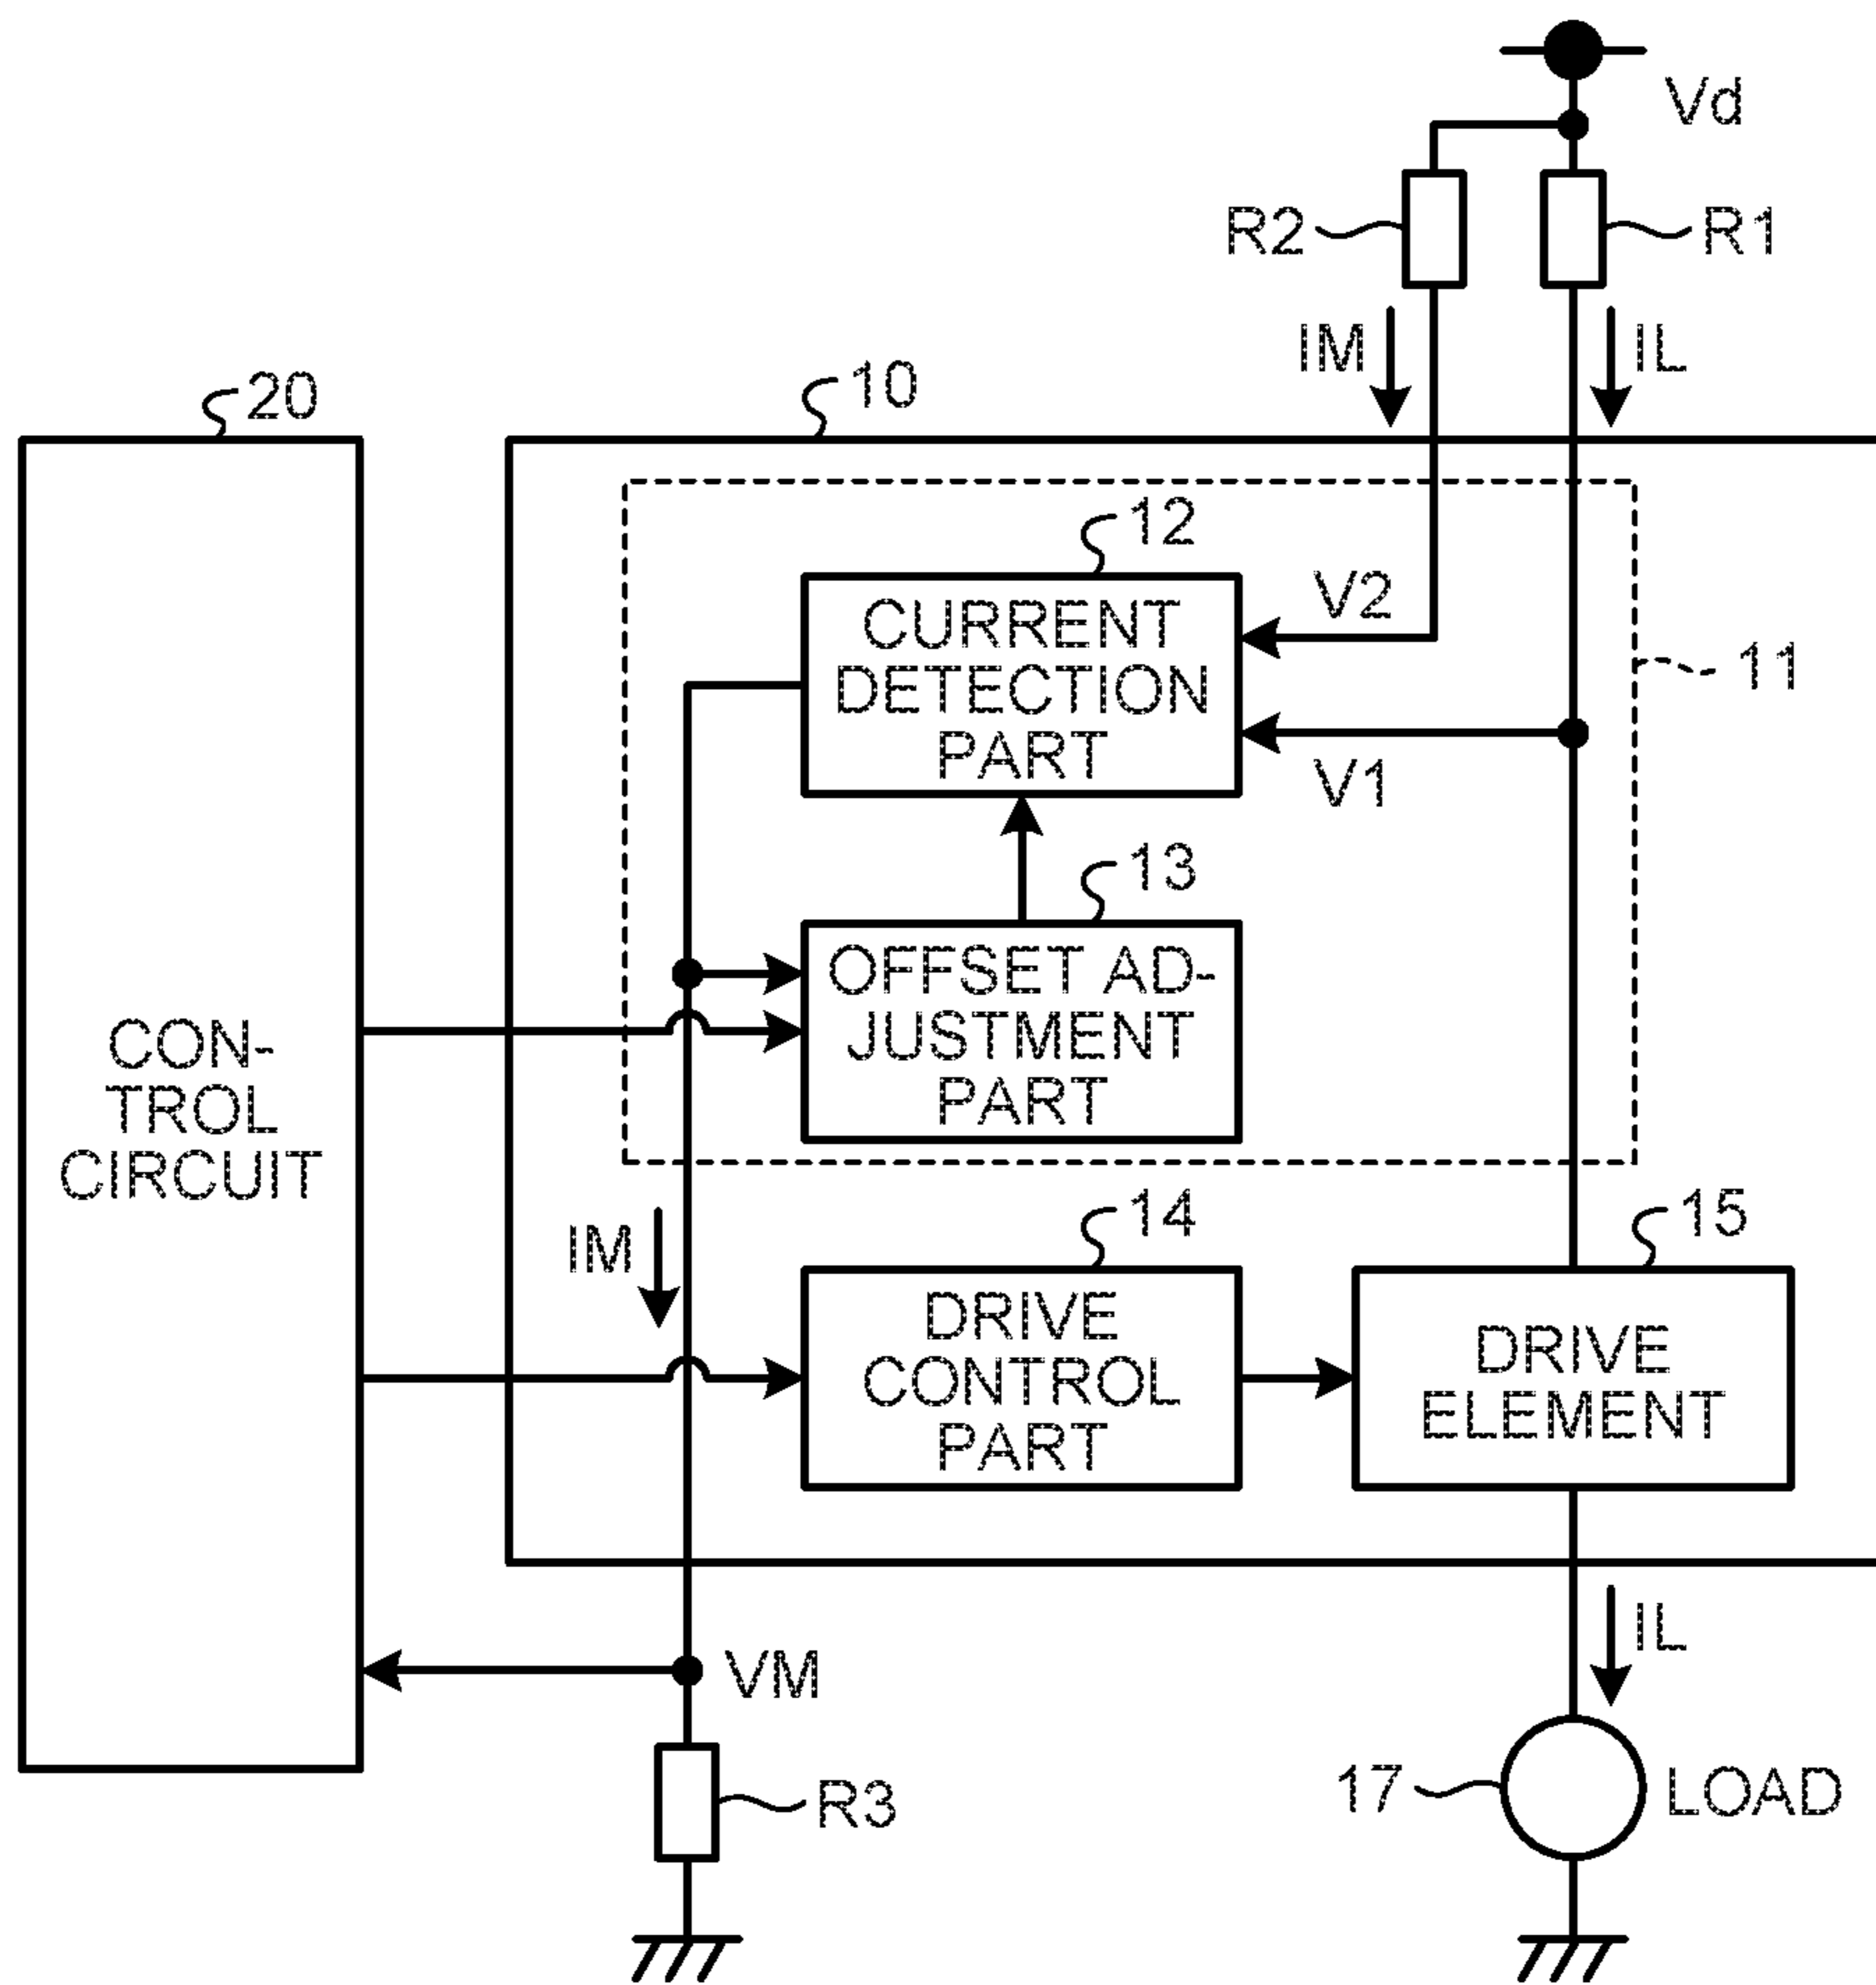 Vd
R2
R1
IM
IL
20
10
12
V2
CURRENT
DETECTION
PART
11
V1
13
OFFSET AD-
JUSTMENT
PART
CON-
TROL
CIRCUIT
IM
14
15
DRIVE
CONTROL
PART
DRIVE
ELEMENT
IL
VM
17
LOAD
R3